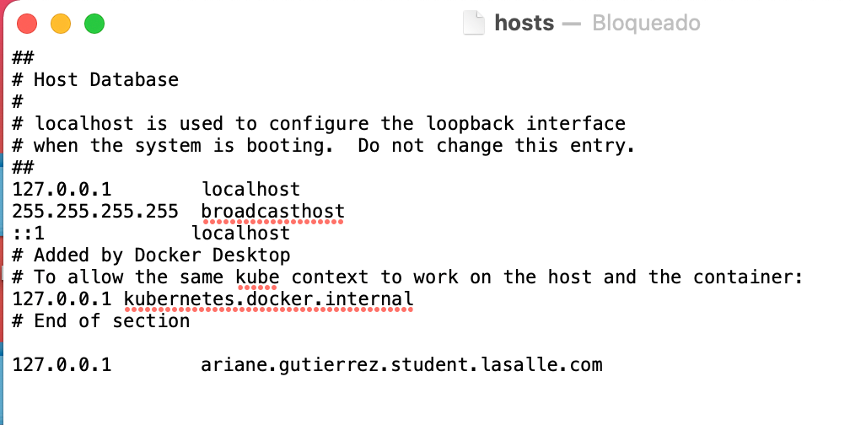 hosts — Bloqueado
##
# Host Database
#
# localhost is used to configure the loopback interface
# when the system is booting.  Do not change this entry.
##
127.0.0.1        localhost
255.255.255.255  broadcasthost
::1             localhost
# Added by Docker Desktop
# To allow the same kube context to work on the host and the container:
127.0.0.1 kubernetes.docker.internal
# End of section

127.0.0.1        ariane.gutierrez.student.lasalle.com